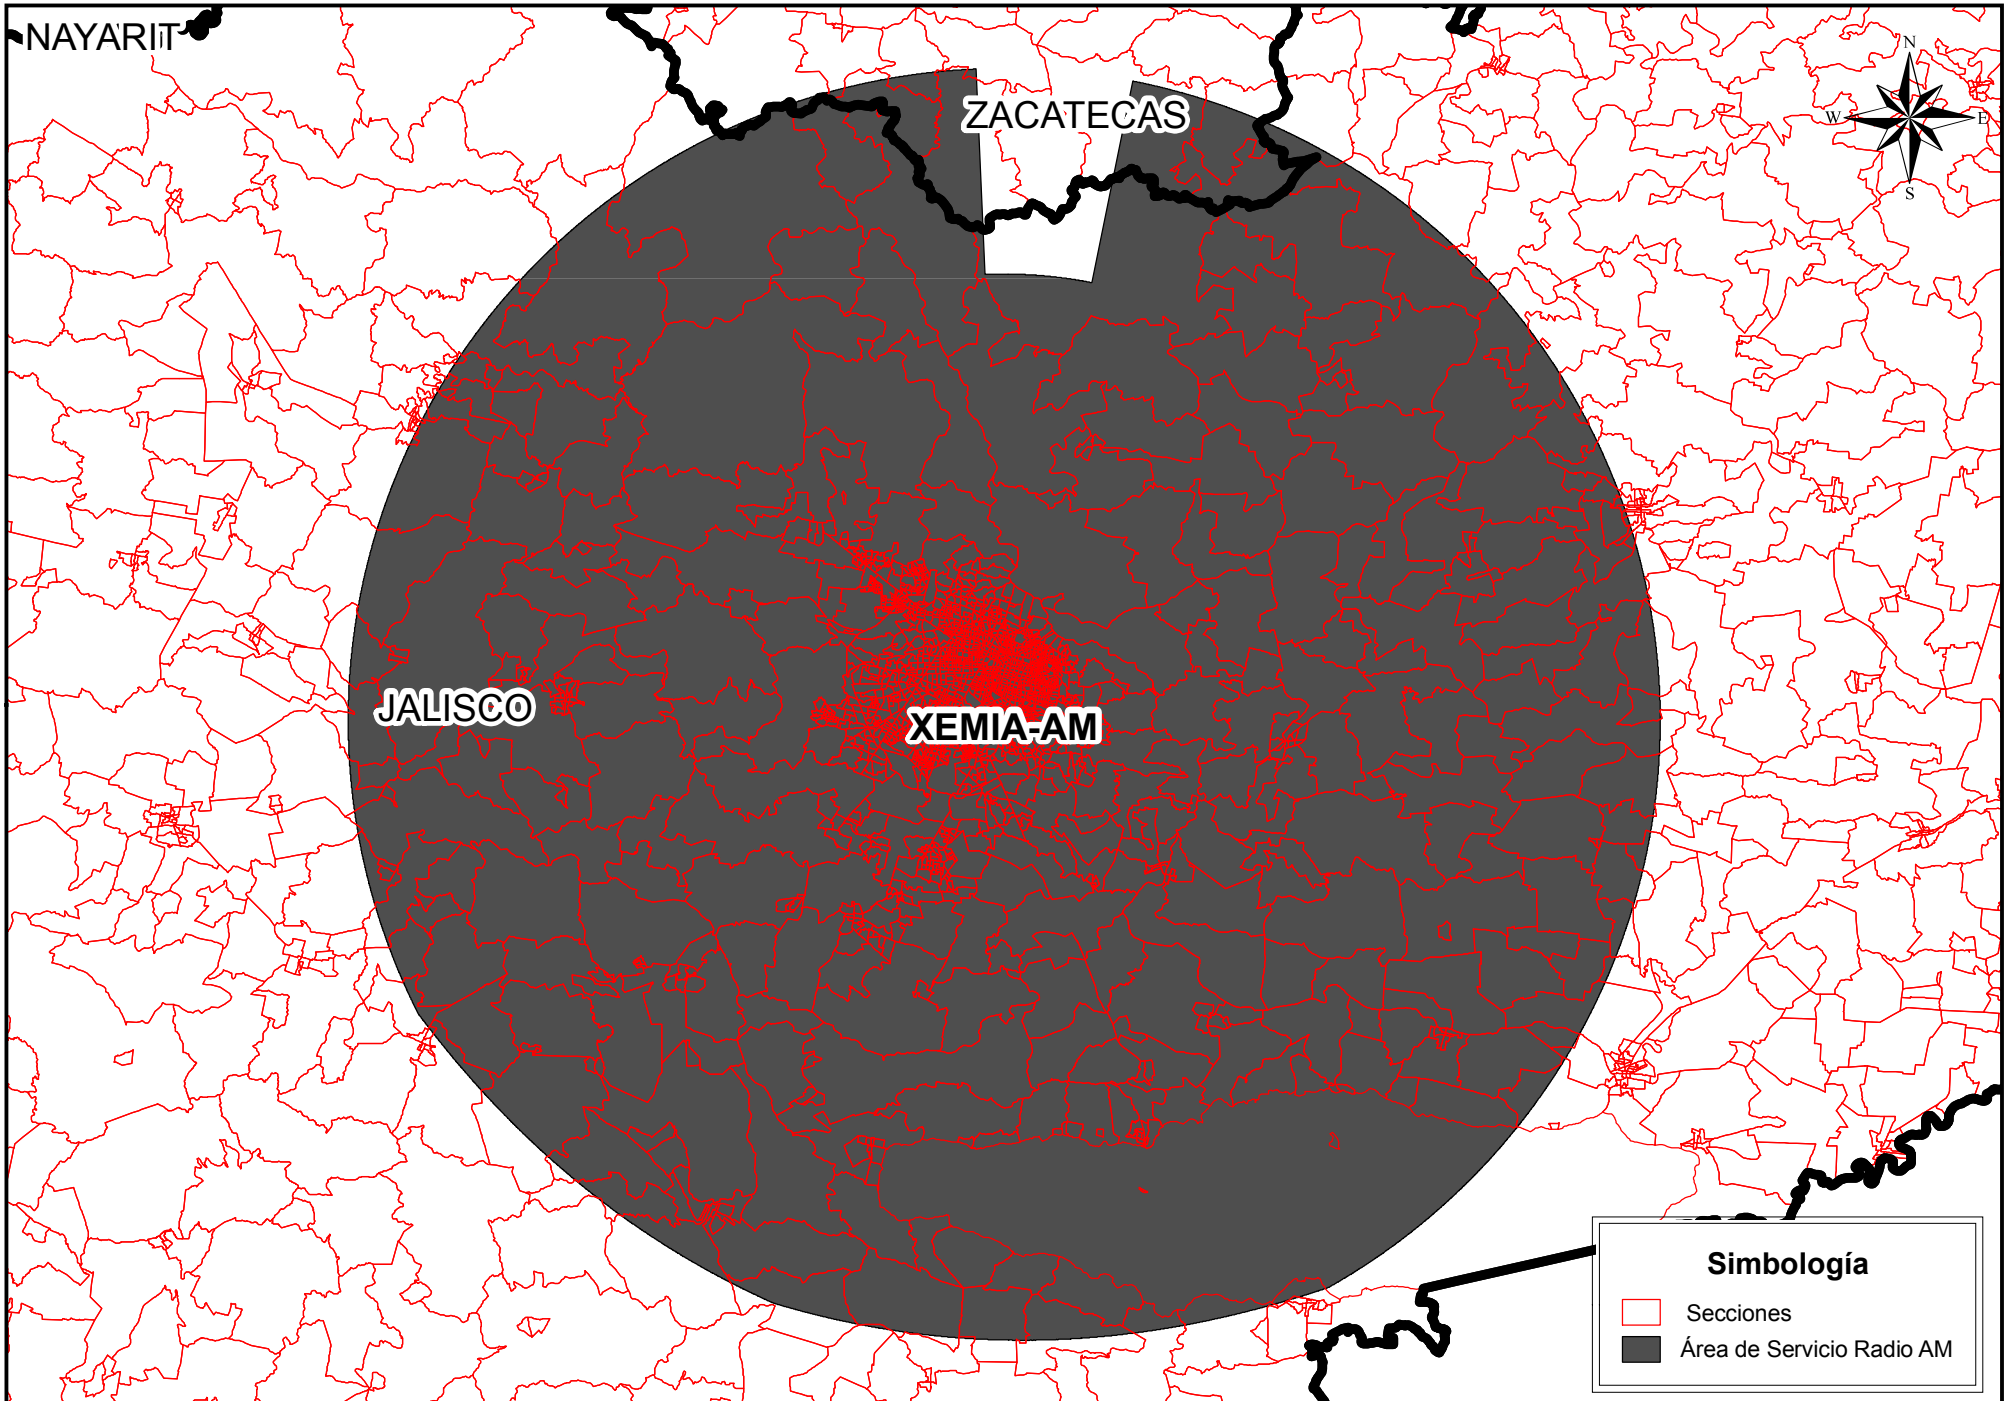 NAYARIT
N
ZACATECAS
W
E
S
JALISCO
XEMIA-AM
Simbología
Secciones
Área de Servicio Radio AM